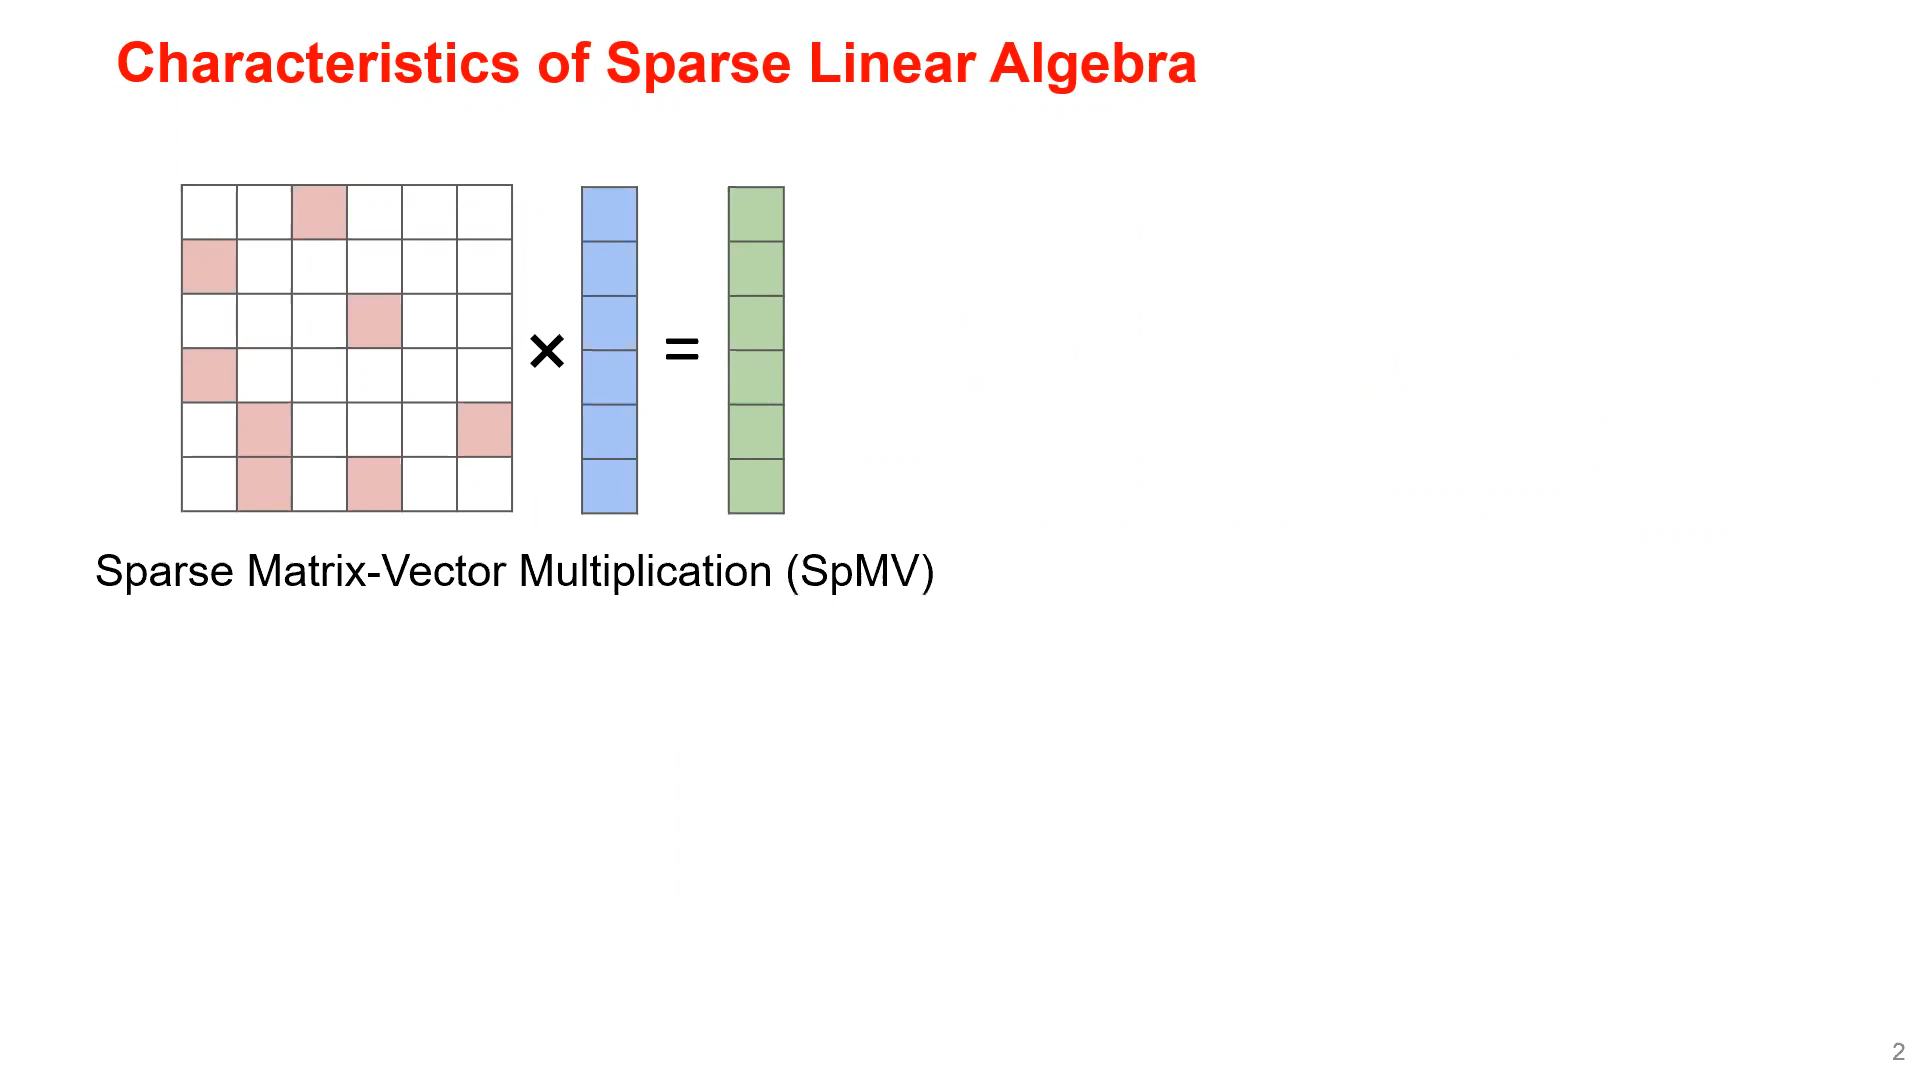 Characteristics of Sparse Linear Algebra
× =
Sparse Matrix-Vector Multiplication (SpMV)
2